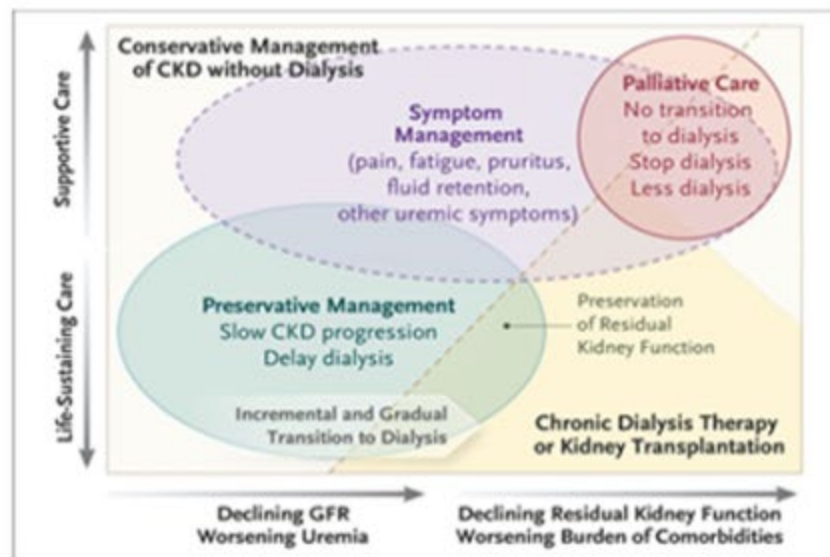 Conservative Management
of CKD without Dialysis
Supportive Care
Life-Sustaining Care
Symptom
Management
(pain, fatigue, pruritus,
fluid retention,
other uremic symptoms)
Palliative Care
No transition
to dialysis
Stop dialysis
Less dialysis
Preservative Management
Slow CKD progression
Delay dialysis
Preservation
of Residual
Kidney Function
Incremental and Gradual
Transition to Dialysis
Chronic Dialysis Therapy
or Kidney Transplantation
Declining GFR
Worsening Uremia
Declining Residual Kidney Function
Worsening Burden of Comorbidities